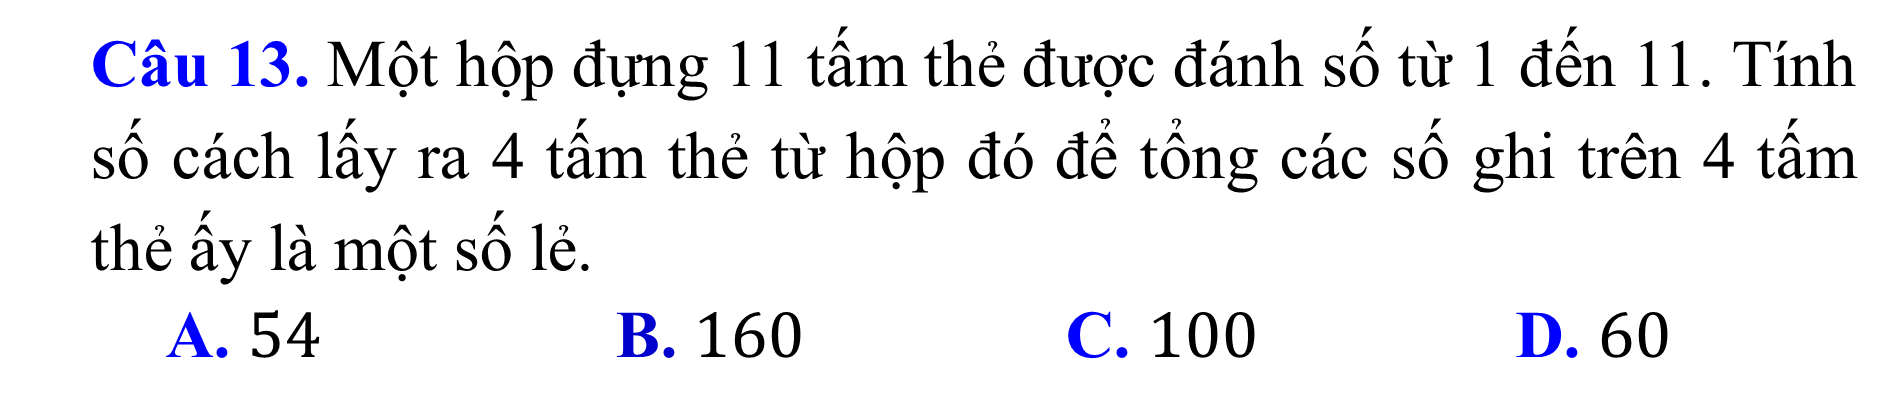 Câu 13. Một hộp đựng 11 tấm thẻ được đánh số từ 1 đến 11. Tính
số cách lấy ra 4 tấm thẻ từ hộp đó để tổng các số ghi trên 4 tấm
thẻ ấy là một số lẻ.
A. 54 B. 160 C. 100 D. 60